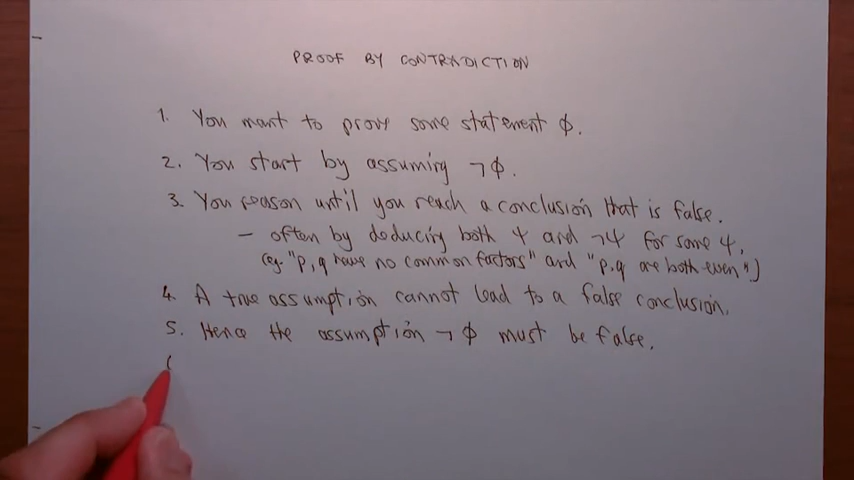 PROOF BY CONTRADICTION
1. You want to prove some statement ϕ.
2. You start by assuming ¬ϕ.
3. You reason until you reach a conclusion that is false.
– often by deducing both Ψ and ¬Ψ for some Ψ,
(eg. "p,q have no common factors" and "p,q are both even")
4. A true assumption cannot lead to a false conclusion.
5. Hence the assumption ¬ϕ must be false.
(